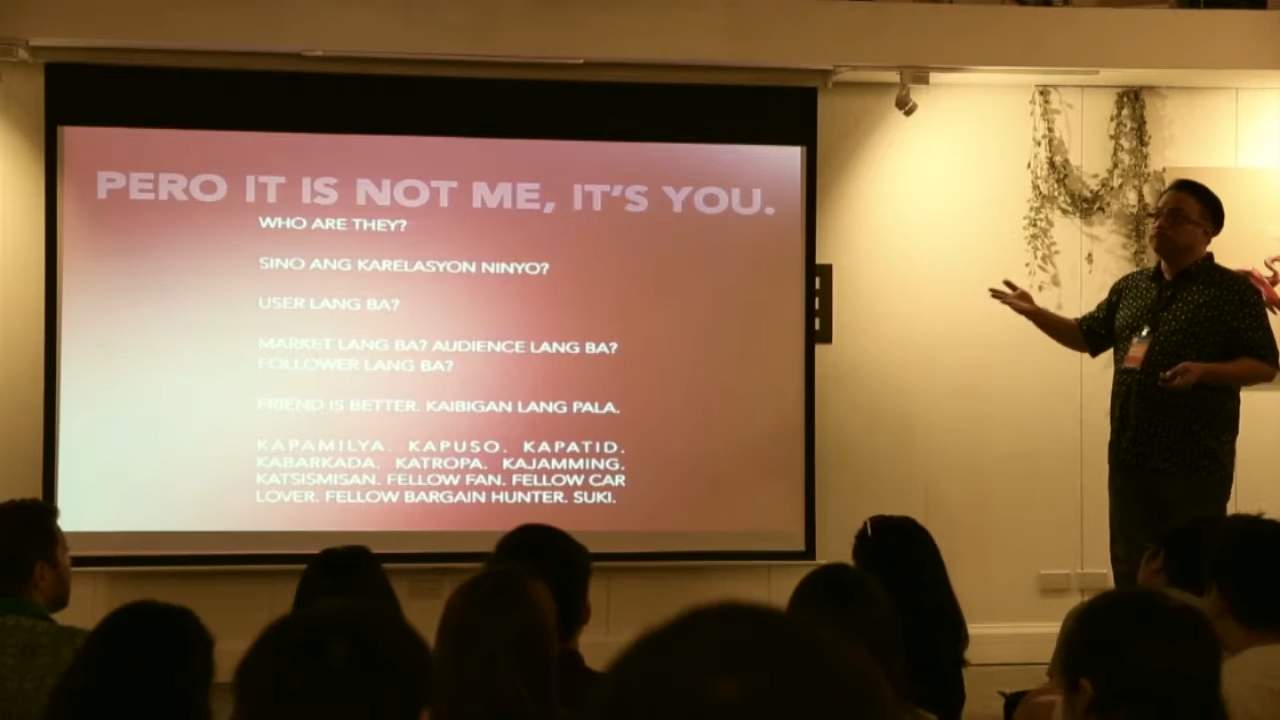 PERO IT IS NOT ME, IT'S YOU.
WHO ARE THEY?
SINO ANG KARELASYON NINYO?
USER LANG BA?
MARKET LANG BA? AUDIENCE LANG BA?
FOLLOWER LANG BA?
FRIEND IS BETTER. KAIBIGAN LANG PALA.
KAPAMILYA. KAPUSO. KAPATID.
KABARKADA. KATROPA. KAJAMMING.
KATSISMISAN. FELLOW FAN. FELLOW CAR
LOVER. FELLOW BARGAIN HUNTER. SUKI.